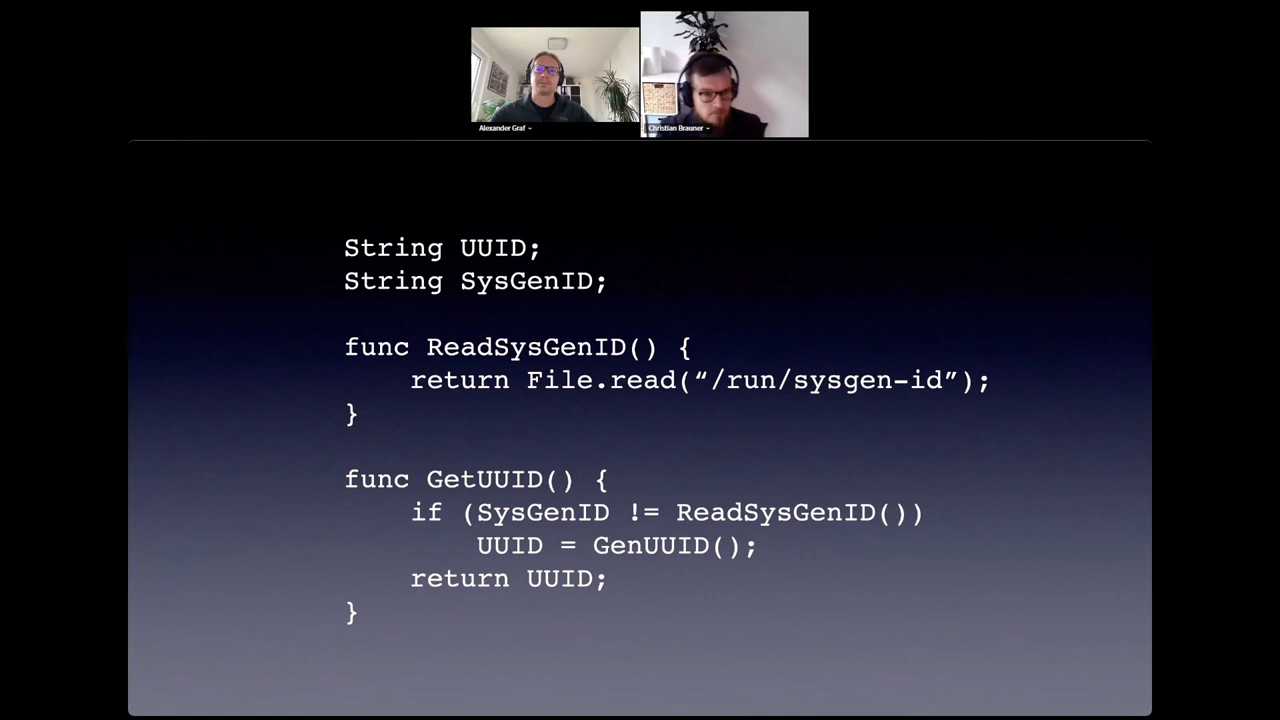 Alexander Graf
Christian Brauner
String UUID;
String SysGenID;
func ReadSysGenID() {
return File.read(“/run/sysgen-id”);
}
func GetUUID() {
if (SysGenID != ReadSysGenID())
UUID = GenUUID();
return UUID;
}